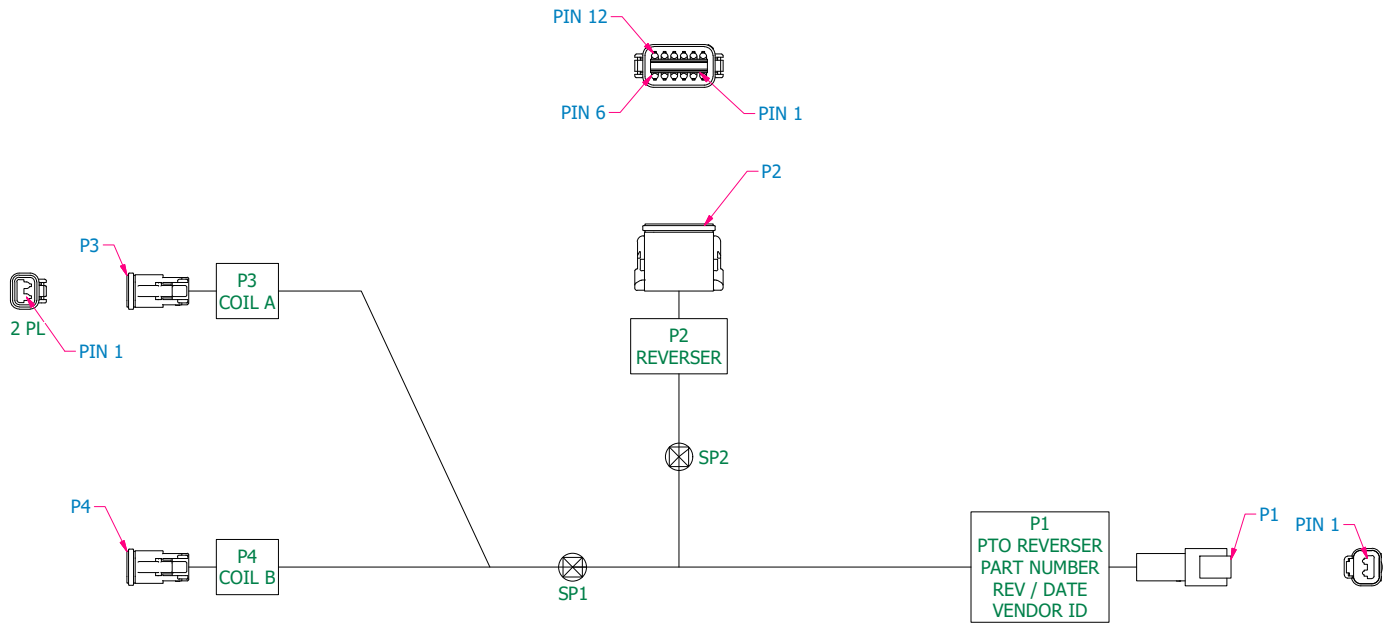 PIN 12
PIN 6
PIN 1
P2
P3
P3
COIL A
2 PL
PIN 1
P2
REVERSER
SP2
P4
P4
COIL B
SP1
P1
PTO REVERSER
PART NUMBER
REV / DATE
VENDOR ID
P1
PIN 1